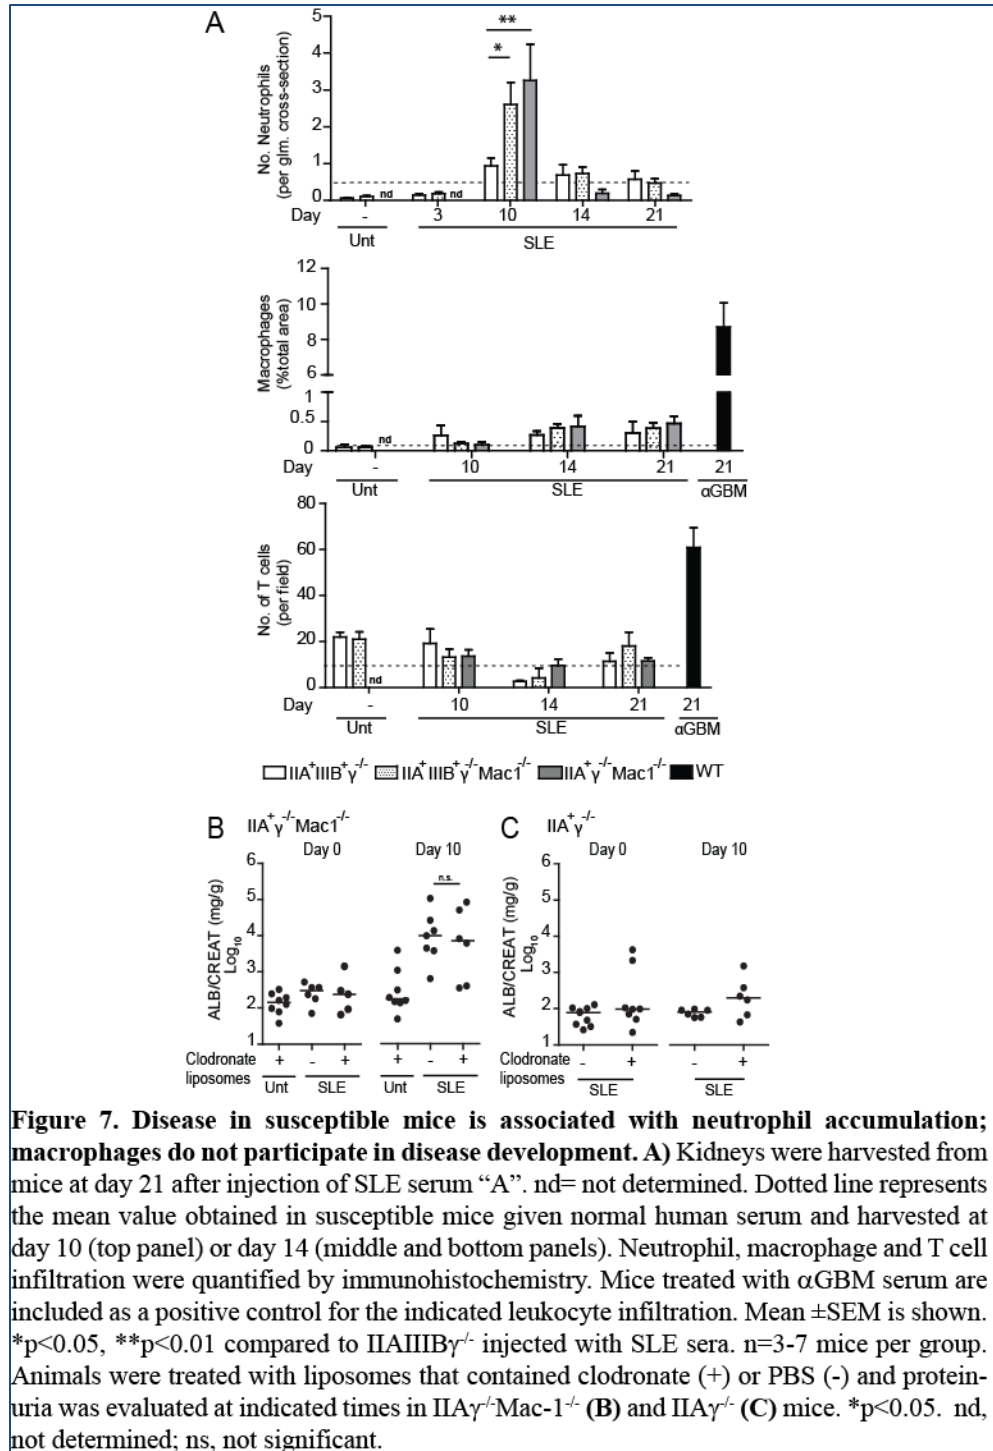 A
No. Neutrophils
(per glm. cross-section)
5
4
3
2
1
0
**
*
nd
nd
Day - 3 10 14 21
Unt SLE
Macrophages
(%total area)
12
10
8
6
1
0.5
0
nd
Day - 10 14 21 21
Unt SLE αGBM
No. of T cells
(per field)
80
60
40
20
0
nd
Day - 10 14 21 21
Unt SLE αGBM
IIA+IIIB+γ-/- IIA+IIIB+γ-/-Mac1-/- IIA+γ-/-Mac1-/- WT
B IIA+γ-/-Mac1-/-
Day 0 Day 10
ALB/CREAT (mg/g)
Log10
6
5
4
3
2
1
n.s.
Clodronate + - + + - +
liposomes Unt SLE Unt SLE
C IIA+γ-/-
Day 0 Day 10
ALB/CREAT (mg/g)
Log10
6
5
4
3
2
1
Clodronate - + - +
liposomes SLE SLE
Figure 7. Disease in susceptible mice is associated with neutrophil accumulation;
macrophages do not participate in disease development. A) Kidneys were harvested from
mice at day 21 after injection of SLE serum “A”. nd= not determined. Dotted line represents
the mean value obtained in susceptible mice given normal human serum and harvested at
day 10 (top panel) or day 14 (middle and bottom panels). Neutrophil, macrophage and T cell
infiltration were quantified by immunohistochemistry. Mice treated with αGBM serum are
included as a positive control for the indicated leukocyte infiltration. Mean ±SEM is shown.
*p<0.05, **p<0.01 compared to IIAIIIBγ-/- injected with SLE sera. n=3-7 mice per group.
Animals were treated with liposomes that contained clodronate (+) or PBS (-) and protein-
uria was evaluated at indicated times in IIAγ-/-Mac-1-/- (B) and IIAγ-/- (C) mice. *p<0.05. nd,
not determined; ns, not significant.